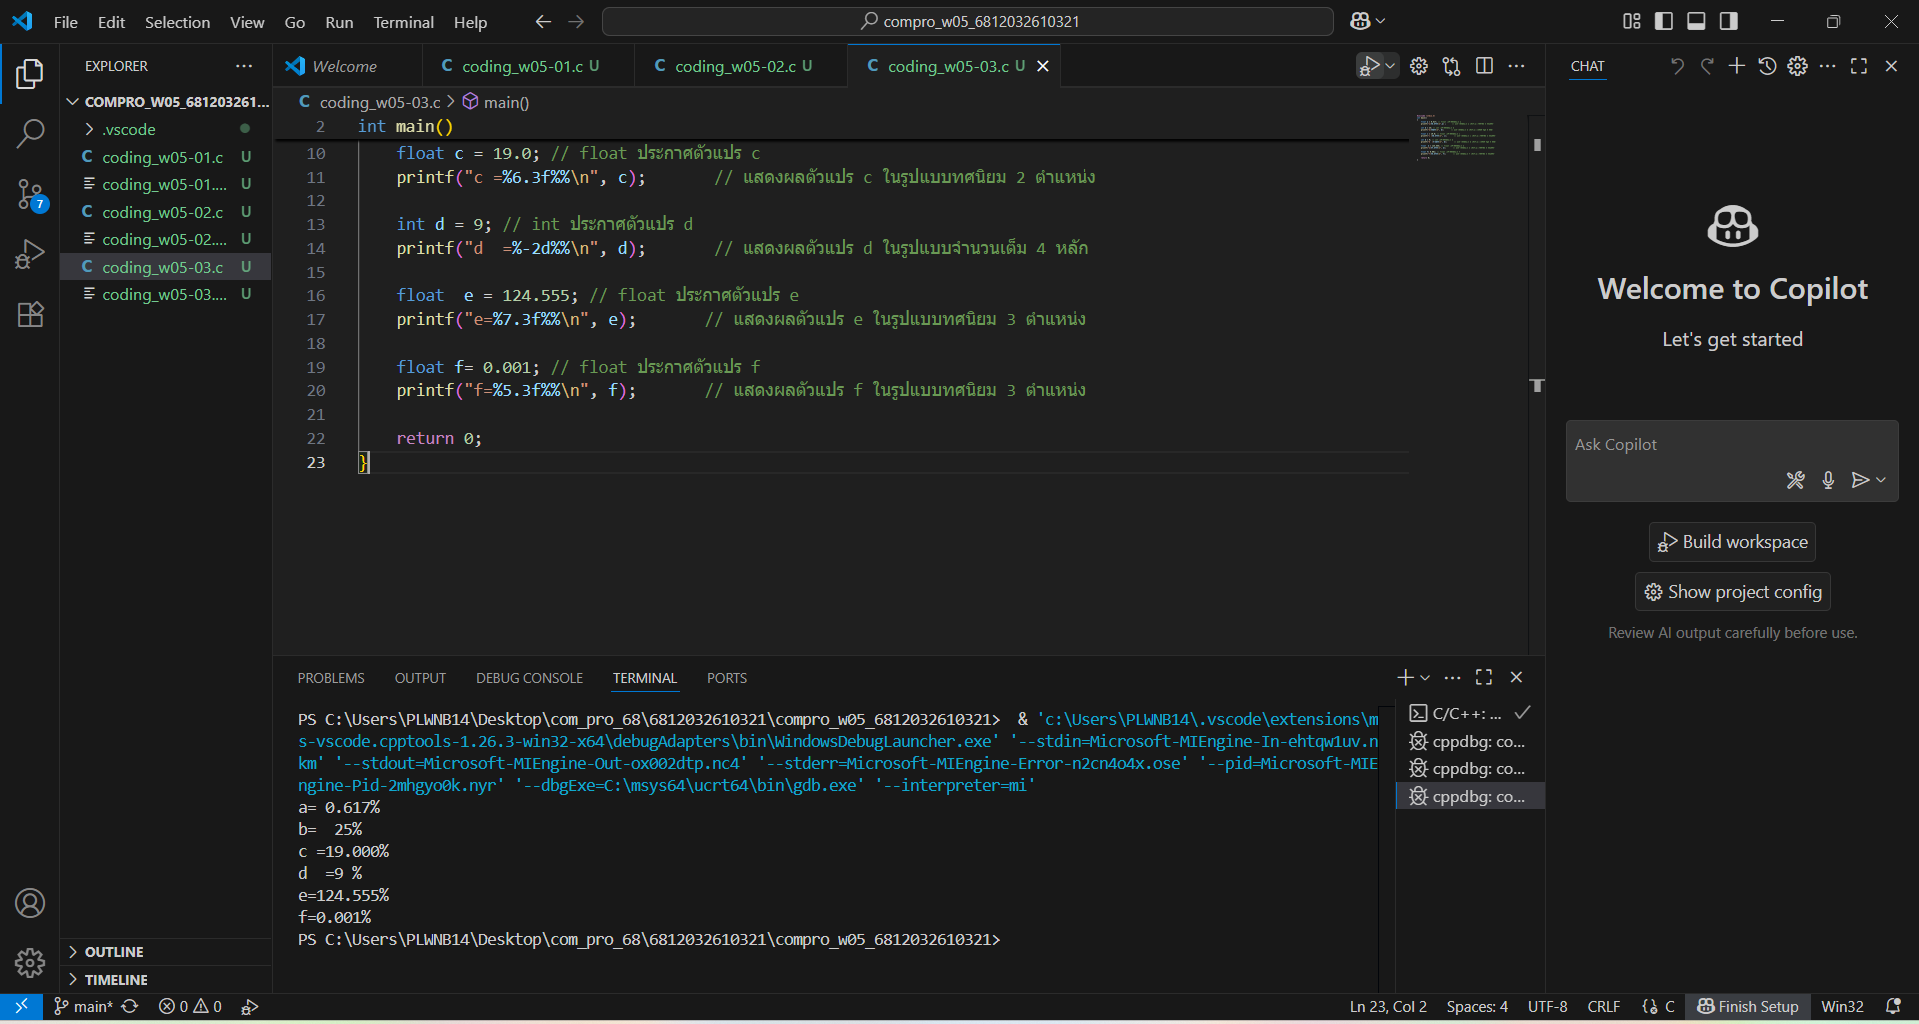 File Edit Selection View Go Run Terminal Help
compro_w05_6812032610321
EXPLORER
COMPRO_W05_681203261...
.vscode
coding_w05-01.c U
coding_w05-01.... U
coding_w05-02.c U
coding_w05-02.... U
coding_w05-03.c U
coding_w05-03.... U
7
OUTLINE
TIMELINE
Welcome
coding_w05-01.c U
coding_w05-02.c U
coding_w05-03.c U
coding_w05-03.c > main()
2 int main()
10 float c = 19.0; // float ประกาศตัวแปร c
11 printf("c =%6.3f%%\n", c); // แสดงผลตัวแปร c ในรูปแบบทศนิยม 2 ตำแหน่ง
12
13 int d = 9; // int ประกาศตัวแปร d
14 printf("d  =%-2d%%\n", d); // แสดงผลตัวแปร d ในรูปแบบจำนวนเต็ม 4 หลัก
15
16 float  e = 124.555; // float ประกาศตัวแปร e
17 printf("e=%7.3f%%\n", e); // แสดงผลตัวแปร e ในรูปแบบทศนิยม 3 ตำแหน่ง
18
19 float f= 0.001; // float ประกาศตัวแปร f
20 printf("f=%5.3f%%\n", f); // แสดงผลตัวแปร f ในรูปแบบทศนิยม 3 ตำแหน่ง
21
22 return 0;
23 }
PROBLEMS OUTPUT DEBUG CONSOLE TERMINAL PORTS
PS C:\Users\PLWNB14\Desktop\com_pro_68\6812032610321\compro_w05_6812032610321>  & 'c:\Users\PLWNB14\.vscode\extensions\m
s-vscode.cpptools-1.26.3-win32-x64\debugAdapters\bin\WindowsDebugLauncher.exe' '--stdin=Microsoft-MIEngine-In-ehtqw1uv.n
km' '--stdout=Microsoft-MIEngine-Out-ox002dtp.nc4' '--stderr=Microsoft-MIEngine-Error-n2cn4o4x.ose' '--pid=Microsoft-MIE
ngine-Pid-2mhgyo0k.nyr' '--dbgExe=C:\msys64\ucrt64\bin\gdb.exe' '--interpreter=mi'
a= 0.617%
b=  25%
c =19.000%
d  =9 %
e=124.555%
f=0.001%
PS C:\Users\PLWNB14\Desktop\com_pro_68\6812032610321\compro_w05_6812032610321>
C/C++: ...
cppdbg: co...
cppdbg: co...
cppdbg: co...
CHAT
Welcome to Copilot
Let's get started
Ask Copilot
Build workspace
Show project config
Review AI output carefully before use.
main* 0 0
Ln 23, Col 2 Spaces: 4 UTF-8 CRLF {} C Finish Setup Win32